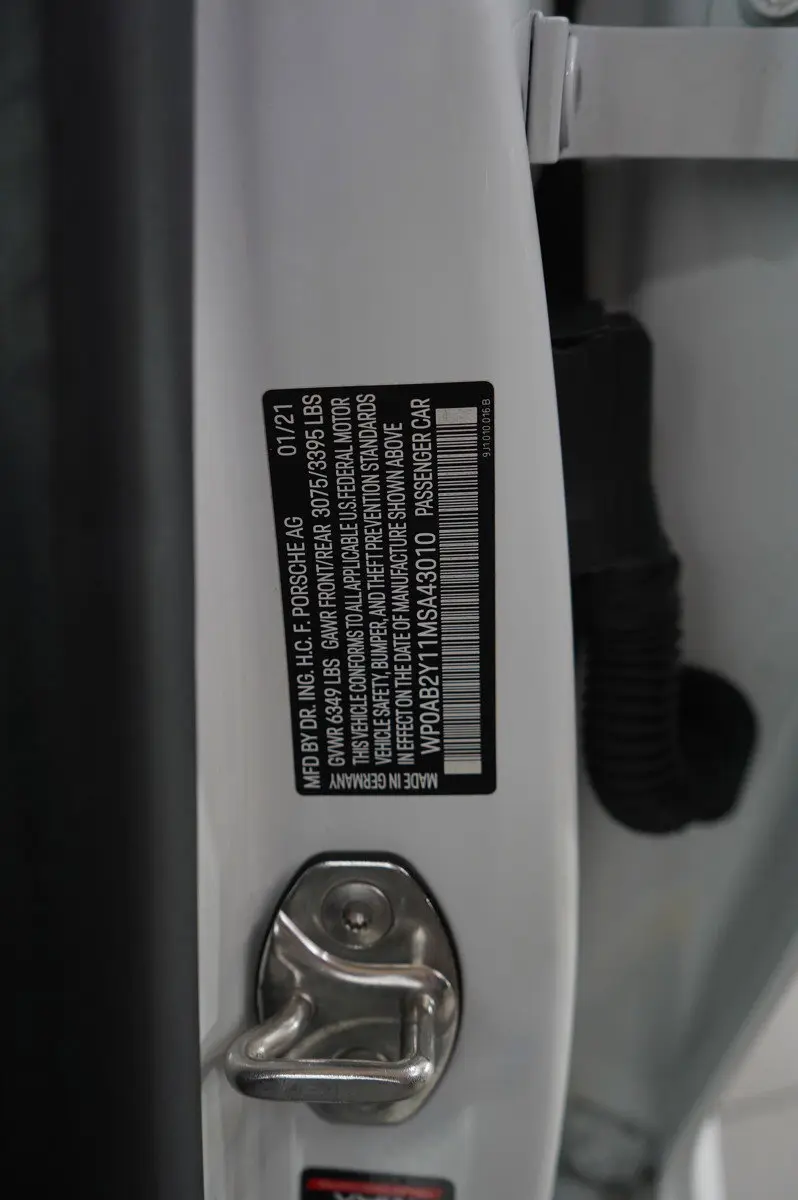 MFD BY DR. ING. H.C. F. PORSCHE AG 01/21
GVWR 6349 LBS GAWR FRONT/REAR 3075/3395 LBS
THIS VEHICLE CONFORMS TO ALL APPLICABLE U.S.FEDERAL MOTOR
VEHICLE SAFETY, BUMPER, AND THEFT PREVENTION STANDARDS
IN EFFECT ON THE DATE OF MANUFACTURE SHOWN ABOVE
WP0AB2Y11MSA43010 PASSENGER CAR
MADE IN GERMANY
9J1 010 016 B